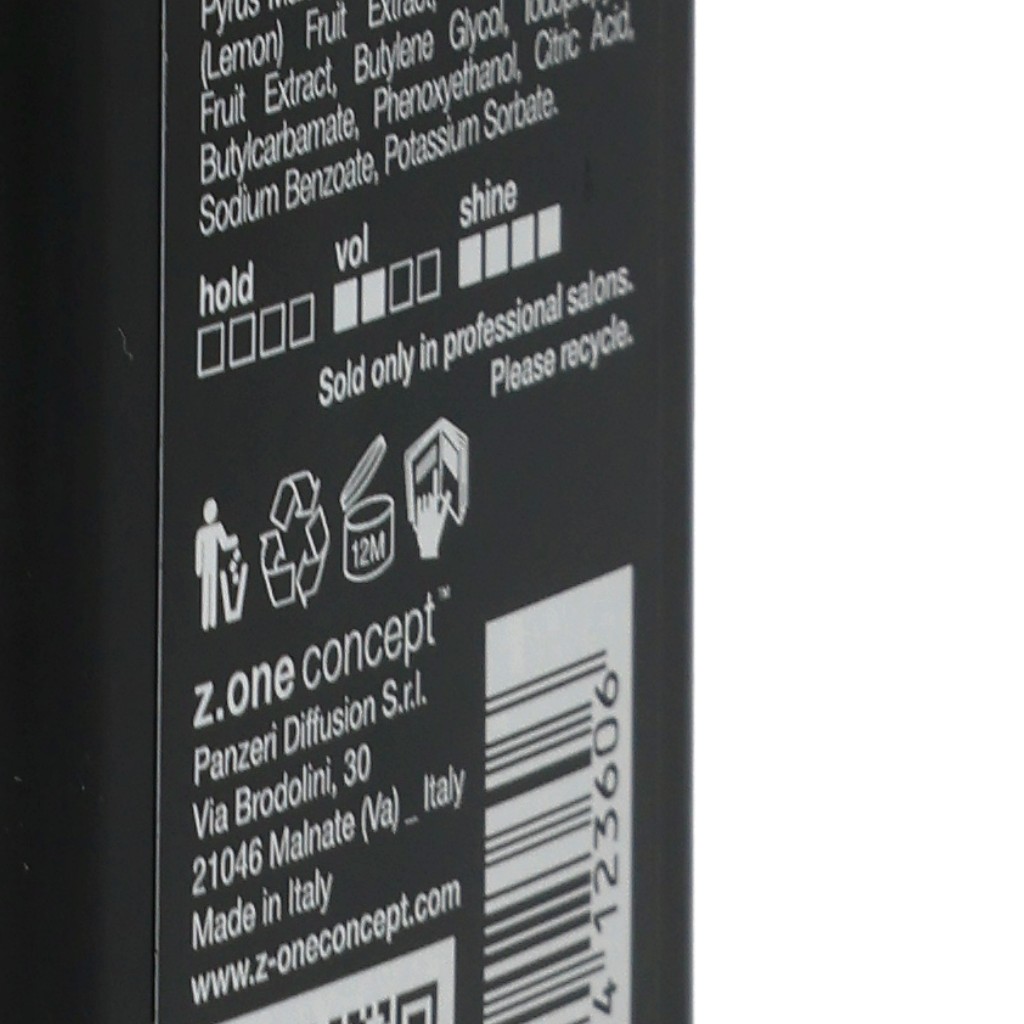 (Lemon) Fruit Extract,
Fruit Extract, Butylene Glycol,
Butylcarbamate, Phenoxyethanol, Citric Acid,
Sodium Benzoate, Potassium Sorbate.
hold vol shine
Sold only in professional salons.
Please recycle.
12M
z.one concept™
Panzeri Diffusion S.r.l.
Via Brodolini, 30
21046 Malnate (Va) _ Italy
Made in Italy
www.z-oneconcept.com
4 123606